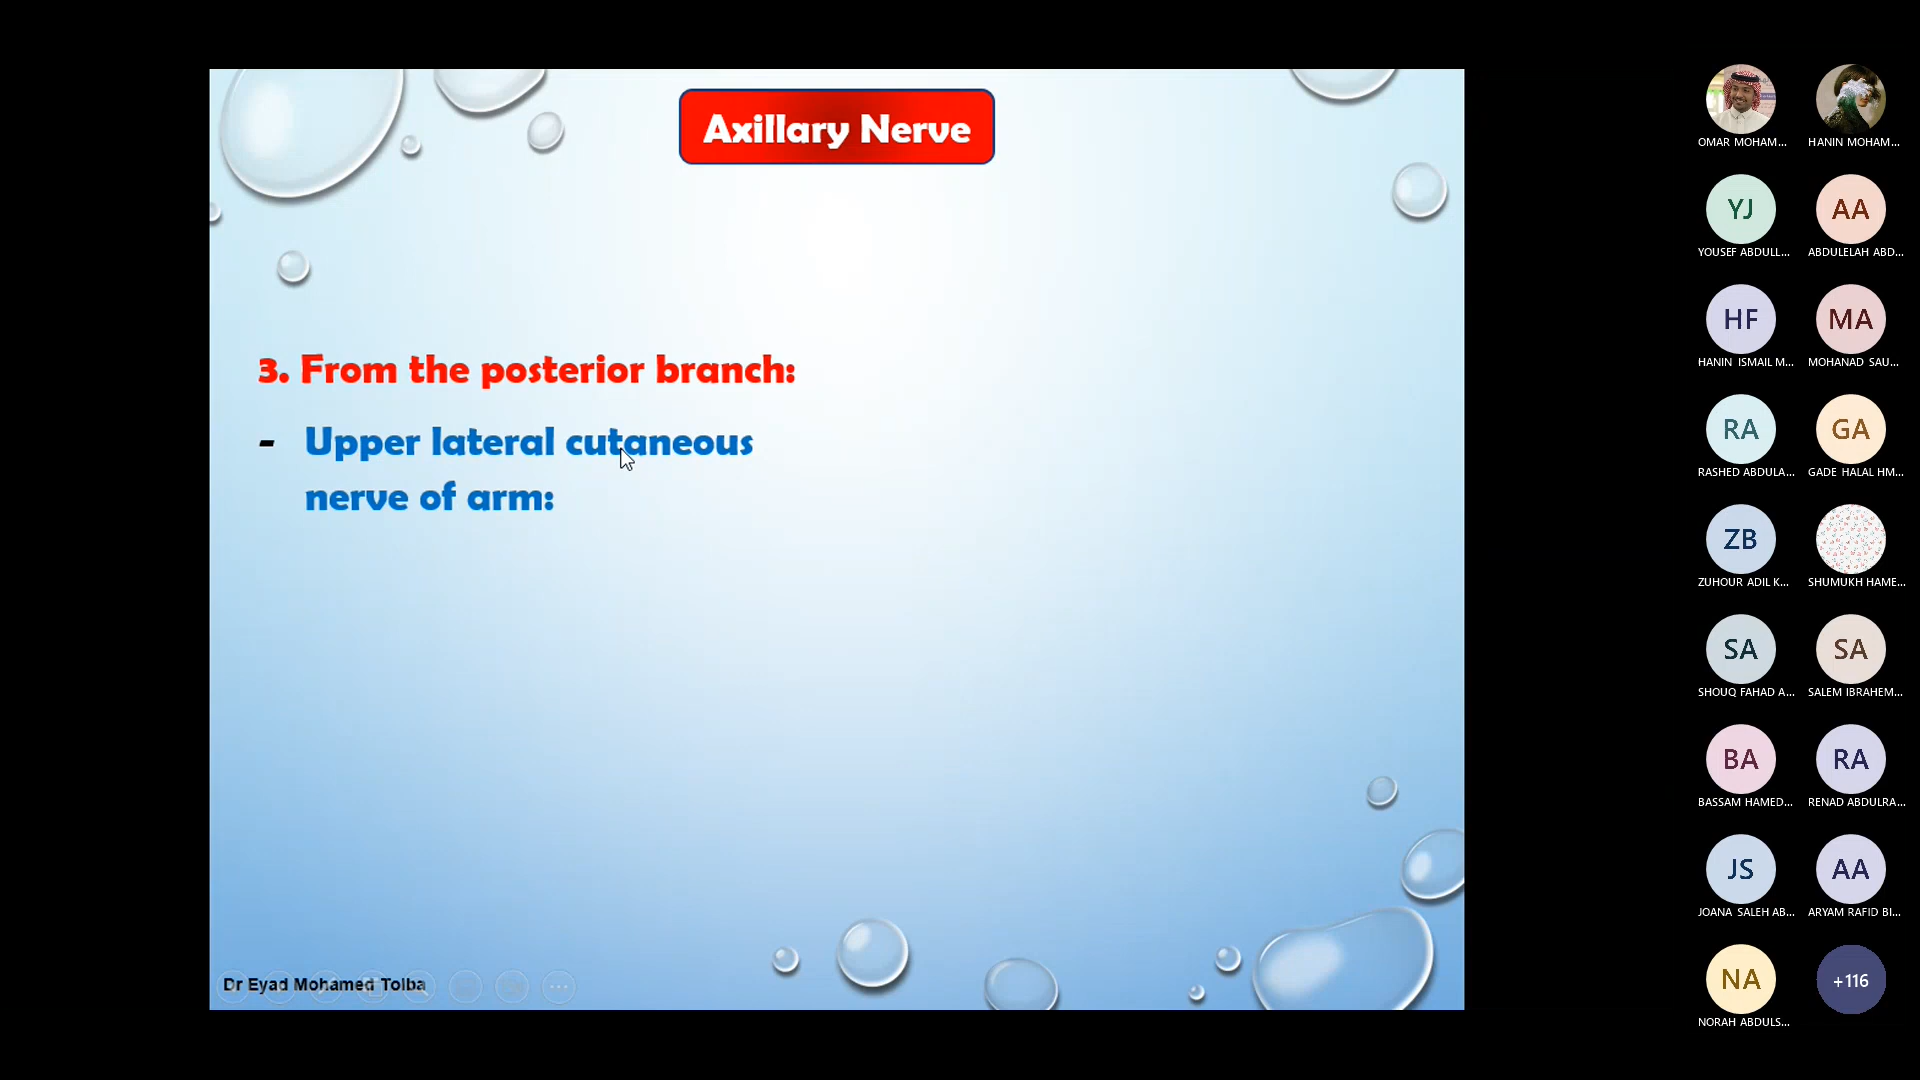 Axillary Nerve
3. From the posterior branch:
- Upper lateral cutaneous
nerve of arm:
Dr Eyad Mohamed Tolba
OMAR MOHAM...
HANIN MOHAM...
YJ
AA
YOUSEF ABDULL...
ABDULELAH ABD...
HF
MA
HANIN ISMAIL M...
MOHANAD SAU...
RA
GA
RASHED ABDULA...
GADE HALAL HM...
ZB
ZUHOUR ADIL K...
SHUMUKH HAME...
SA
SA
SHOUQ FAHAD A...
SALEM IBRAHEM...
BA
RA
BASSAM HAMED...
RENAD ABDULRA...
JS
AA
JOANA SALEH AB...
ARYAM RAFID BI...
NA
+116
NORAH ABDULS...